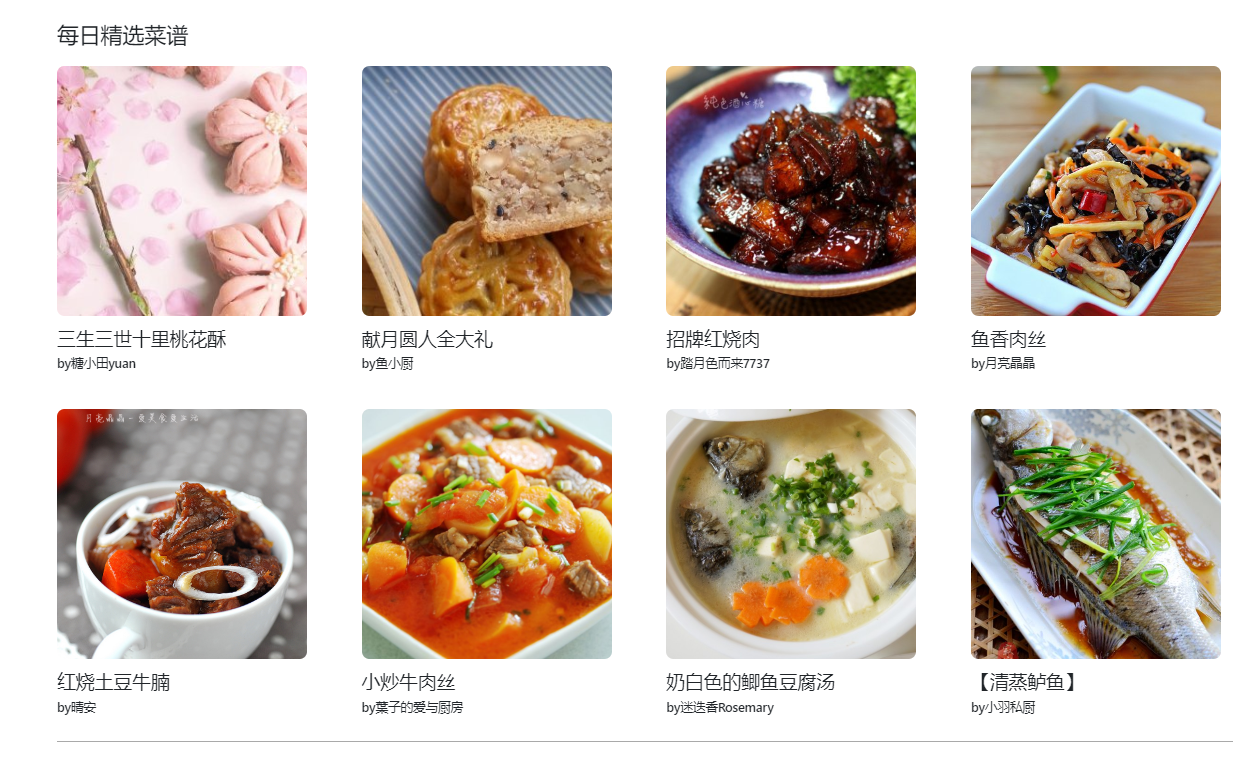 每日精选菜谱
純色酒心糖
三生三世十里桃花酥
by糖小田yuan
献月圆人全大礼
by鱼小厨
招牌红烧肉
by踏月色而来7737
鱼香肉丝
by月亮晶晶
红烧土豆牛腩
by晴安
小炒牛肉丝
by葉子的爱与厨房
奶白色的鲫鱼豆腐汤
by迷迭香Rosemary
【清蒸鲈鱼】
by小羽私厨